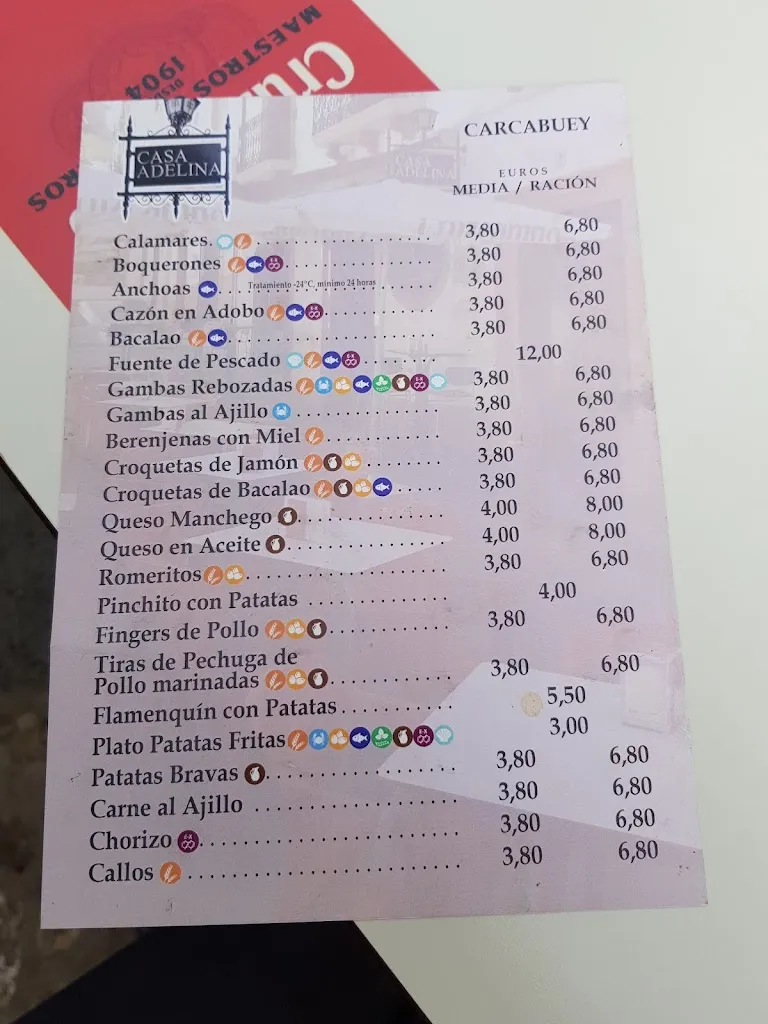 Cru
MAESTROS
DESDE
1904
ROS
CASA
ADELINA
CARCABUEY
EUROS
MEDIA / RACIÓN
Calamares 3,80 6,80
Boquerones 3,80 6,80
Anchoas Tratamiento -24°C, mínimo 24 horas 3,80 6,80
Cazón en Adobo 3,80 6,80
Bacalao 3,80 6,80
Fuente de Pescado 12,00
Gambas Rebozadas 3,80 6,80
Gambas al Ajillo 3,80 6,80
Berenjenas con Miel 3,80 6,80
Croquetas de Jamón 3,80 6,80
Croquetas de Bacalao 3,80 6,80
Queso Manchego 4,00 8,00
Queso en Aceite 4,00 8,00
Romeritos 3,80 6,80
Pinchito con Patatas 4,00
Fingers de Pollo 3,80 6,80
Tiras de Pechuga de
Pollo marinadas 3,80 6,80
Flamenquín con Patatas 5,50
Plato Patatas Fritas 3,00
Patatas Bravas 3,80 6,80
Carne al Ajillo 3,80 6,80
Chorizo 3,80 6,80
Callos 3,80 6,80